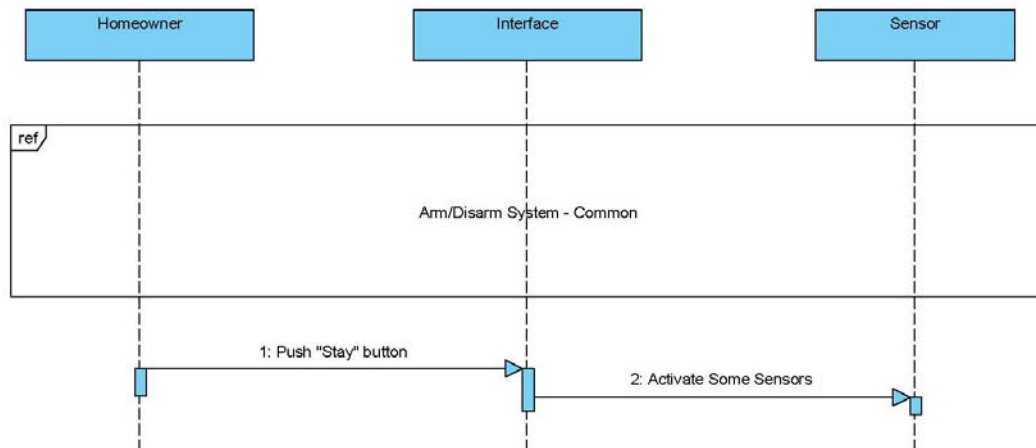 Homeowner
Interface
Sensor
ref
Arm/Disarm System - Common
1: Push "Stay" button
2: Activate Some Sensors